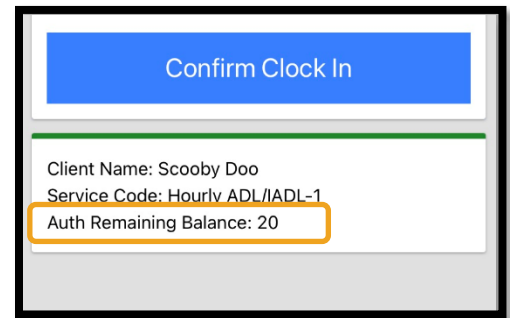 Confirm Clock In
Client Name: Scooby Doo
Service Code: Hourly ADL/IADL-1
Auth Remaining Balance: 20